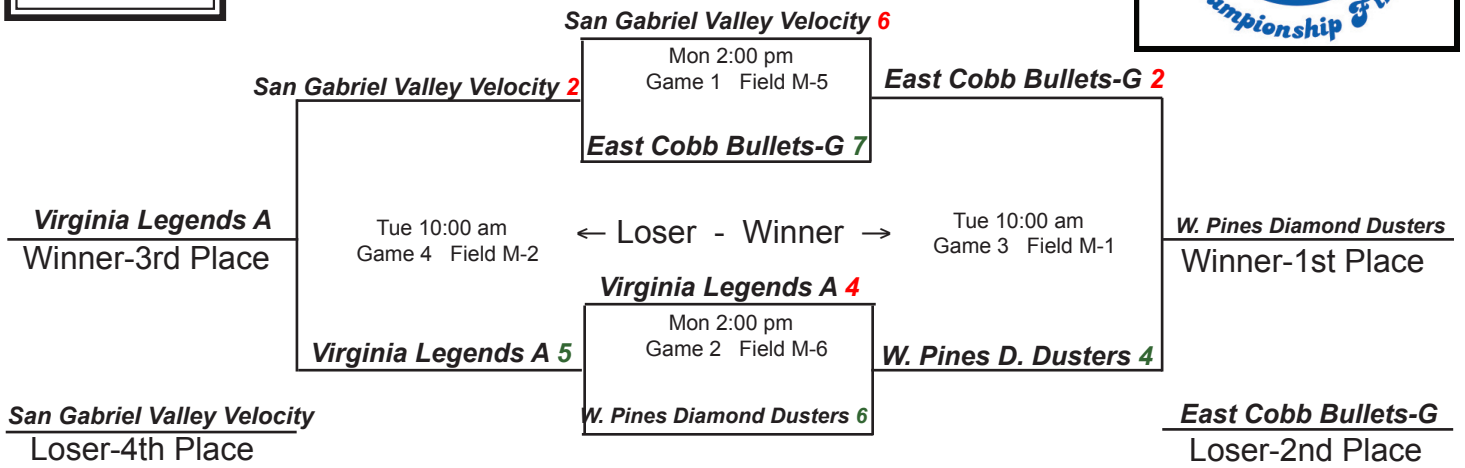 San Gabriel Valley Velocity 6
Mon 2:00 pm
Game 1 Field M-5
East Cobb Bullets-G 7
San Gabriel Valley Velocity 2
East Cobb Bullets-G 2
Virginia Legends A
Winner-3rd Place
Tue 10:00 am
Game 4 Field M-2
← Loser - Winner →
Tue 10:00 am
Game 3 Field M-1
W. Pines Diamond Dusters
Winner-1st Place
Virginia Legends A 4
Mon 2:00 pm
Game 2 Field M-6
W. Pines Diamond Dusters 6
Virginia Legends A 5
W. Pines D. Dusters 4
San Gabriel Valley Velocity
Loser-4th Place
East Cobb Bullets-G
Loser-2nd Place